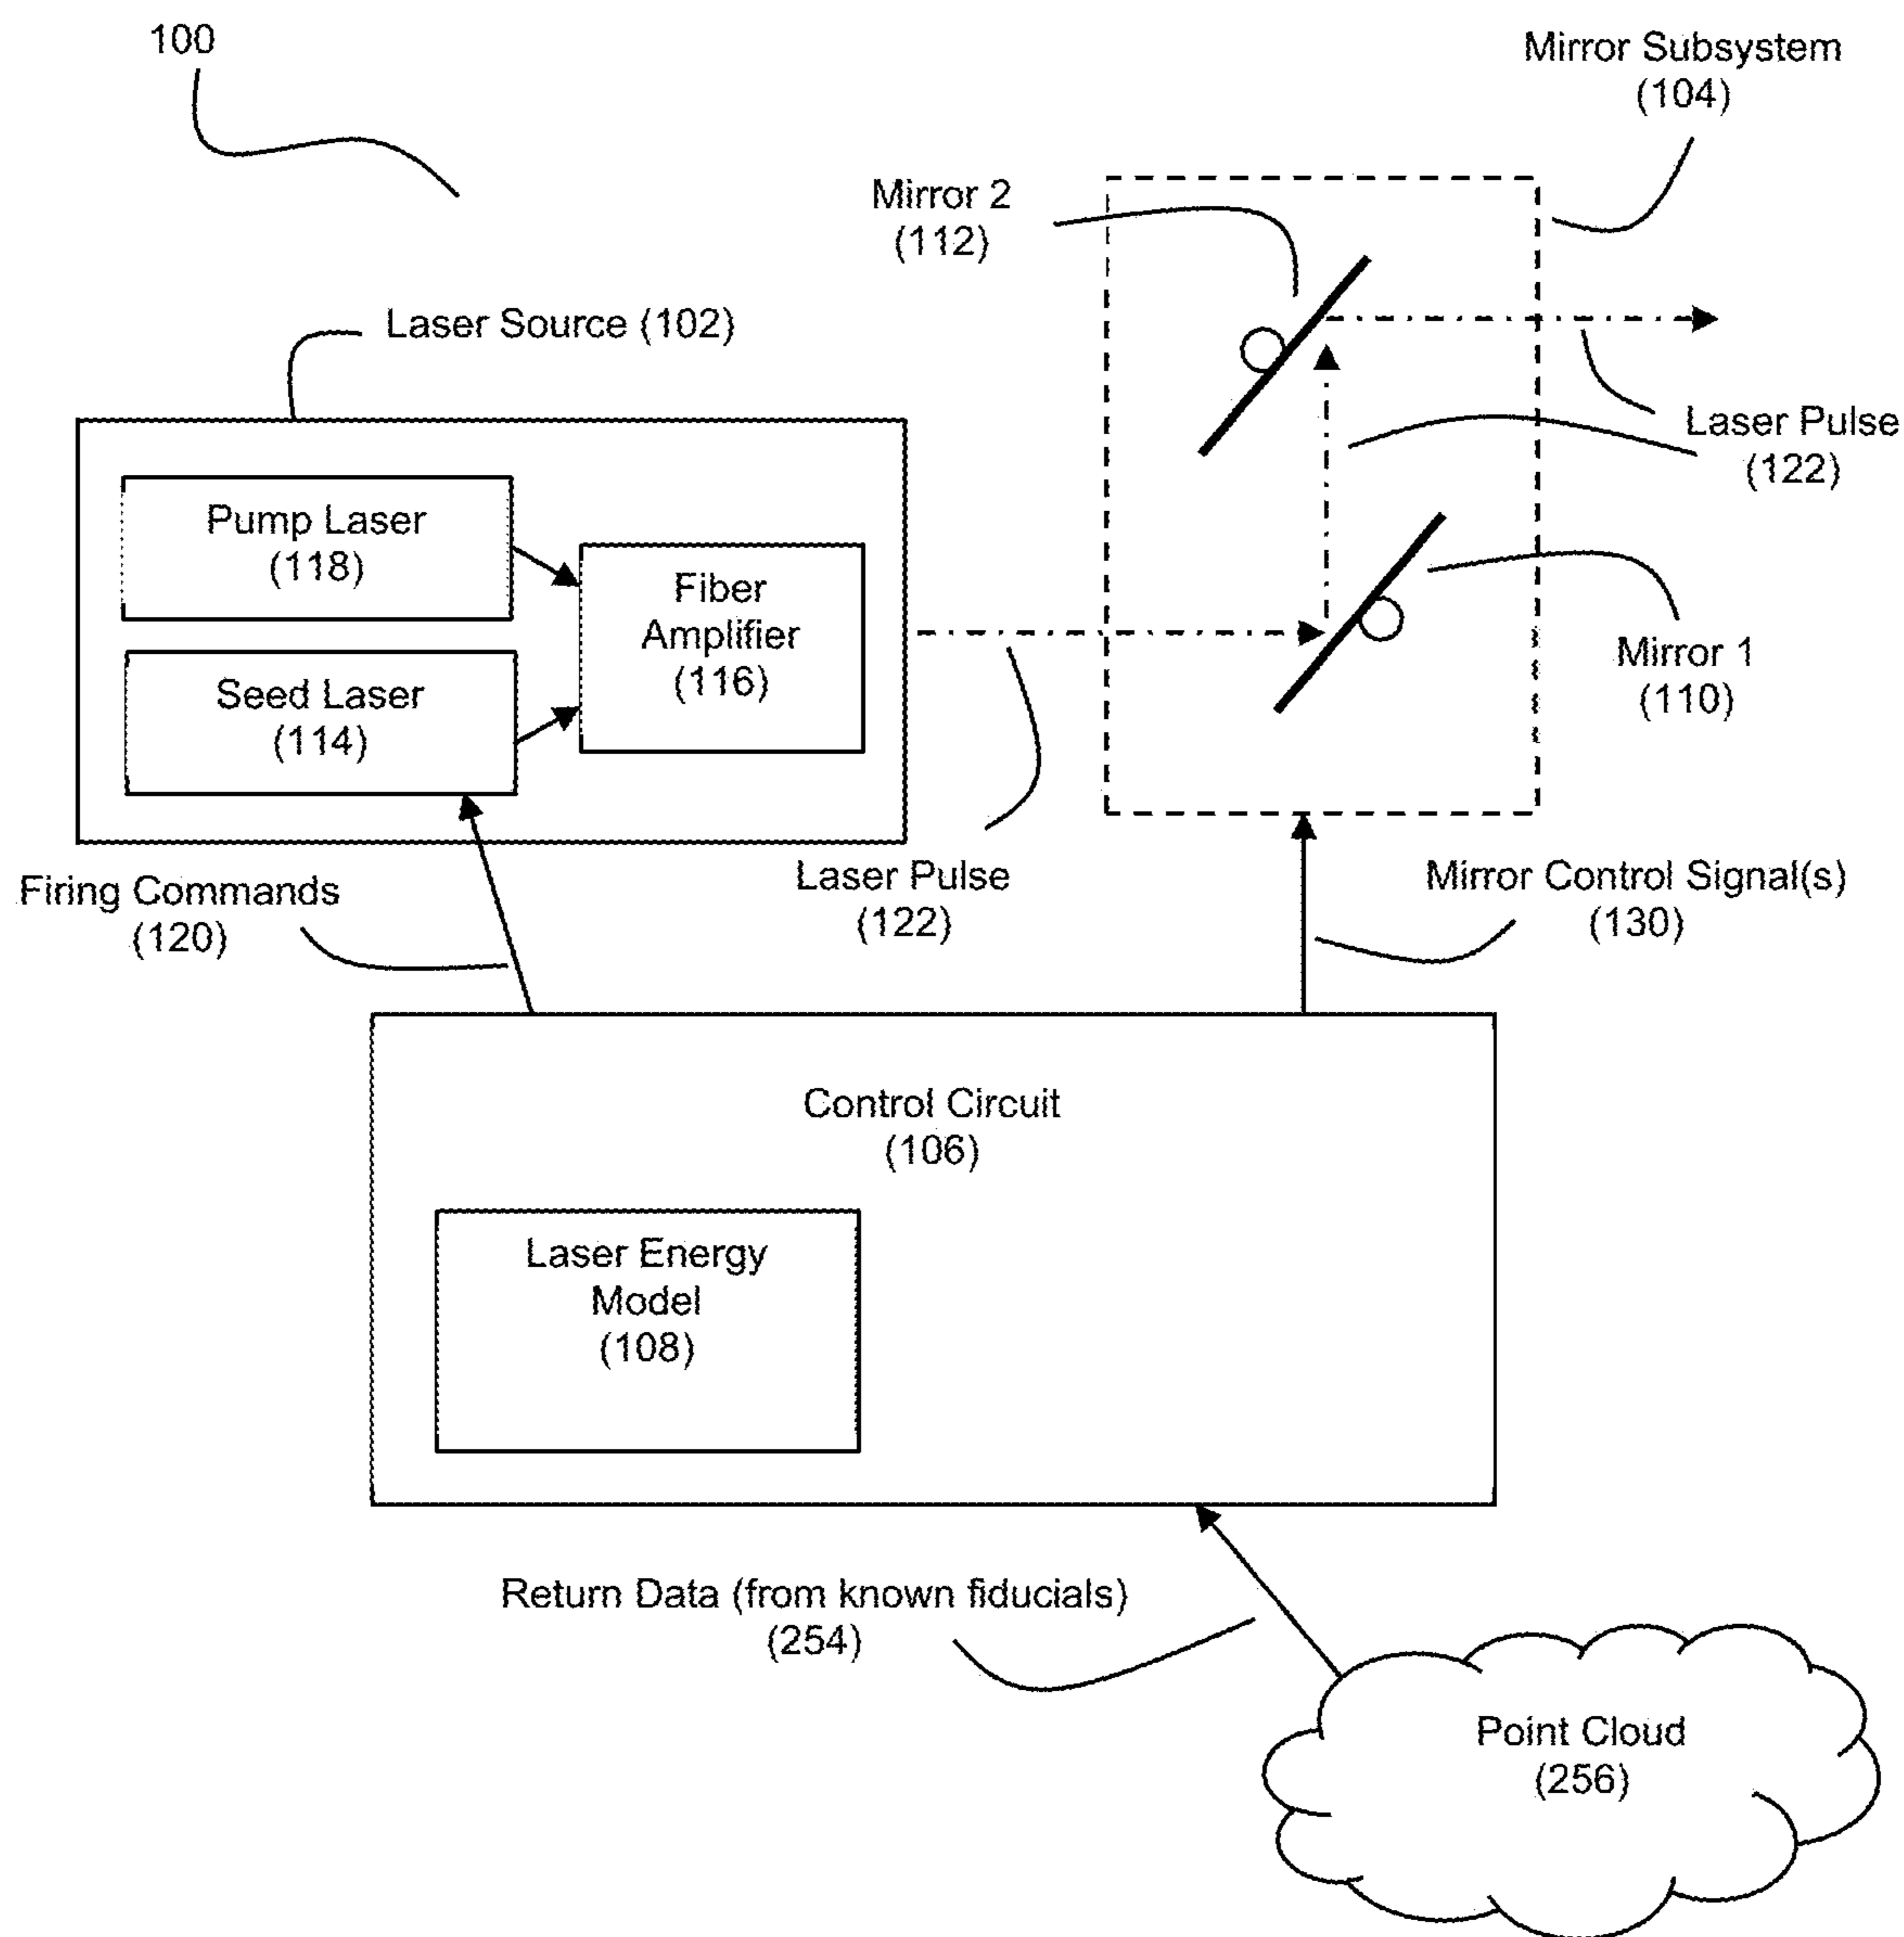 100
Mirror Subsystem
(104)
Mirror 2
(112)
Laser Source (102)
Laser Pulse
(122)
Pump Laser
(118)
Fiber
Amplifier
(116)
Seed Laser
(114)
Mirror 1
(110)
Firing Commands
(120)
Laser Pulse
(122)
Mirror Control Signal(s)
(130)
Control Circuit
(106)
Laser Energy
Model
(108)
Return Data (from known fiducials)
(254)
Point Cloud
(256)